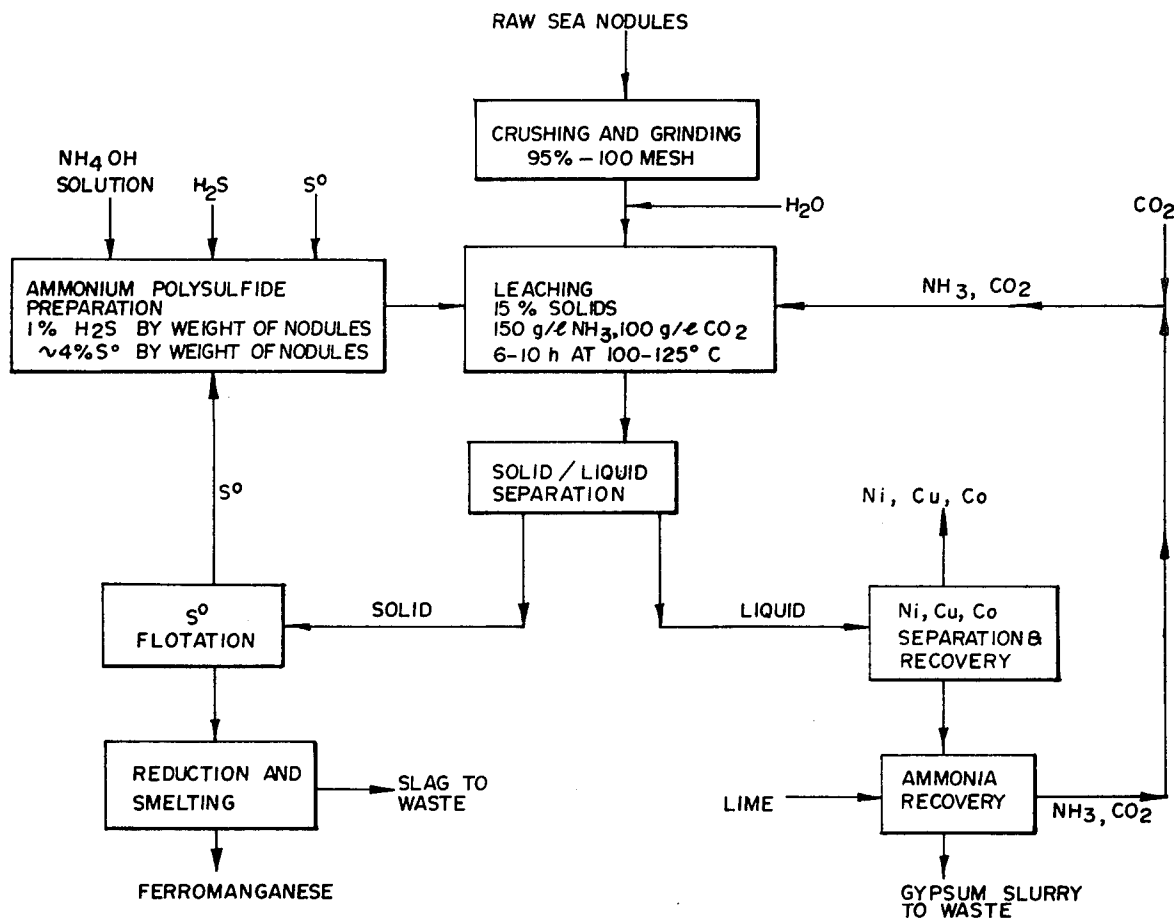 RAW SEA NODULES
CRUSHING AND GRINDING
95% – 100 MESH
NH4 OH
SOLUTION
H2S
S°
H2O
CO2
AMMONIUM POLYSULFIDE
PREPARATION
1% H2S BY WEIGHT OF NODULES
~4% S° BY WEIGHT OF NODULES
LEACHING
15% SOLIDS
150 g/ℓ NH3, 100 g/ℓ CO2
6-10 h AT 100-125° C
NH3, CO2
SOLID / LIQUID
SEPARATION
S°
Ni, Cu, Co
S°
FLOTATION
SOLID
LIQUID
Ni, Cu, Co
SEPARATION &
RECOVERY
REDUCTION AND
SMELTING
SLAG TO
WASTE
LIME
AMMONIA
RECOVERY
NH3, CO2
FERROMANGANESE
GYPSUM SLURRY
TO WASTE